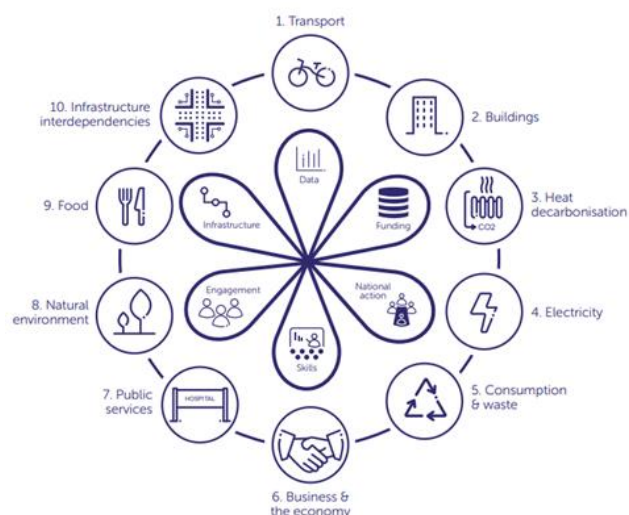 1. Transport
2. Buildings
3. Heat
decarbonisation
CO2
4. Electricity
5. Consumption
& waste
6. Business &
the economy
7. Public
services
HOSPITAL
8. Natural
environment
9. Food
10. Infrastructure
interdependencies
Data
Funding
National
action
Skills
Engagement
Infrastructure